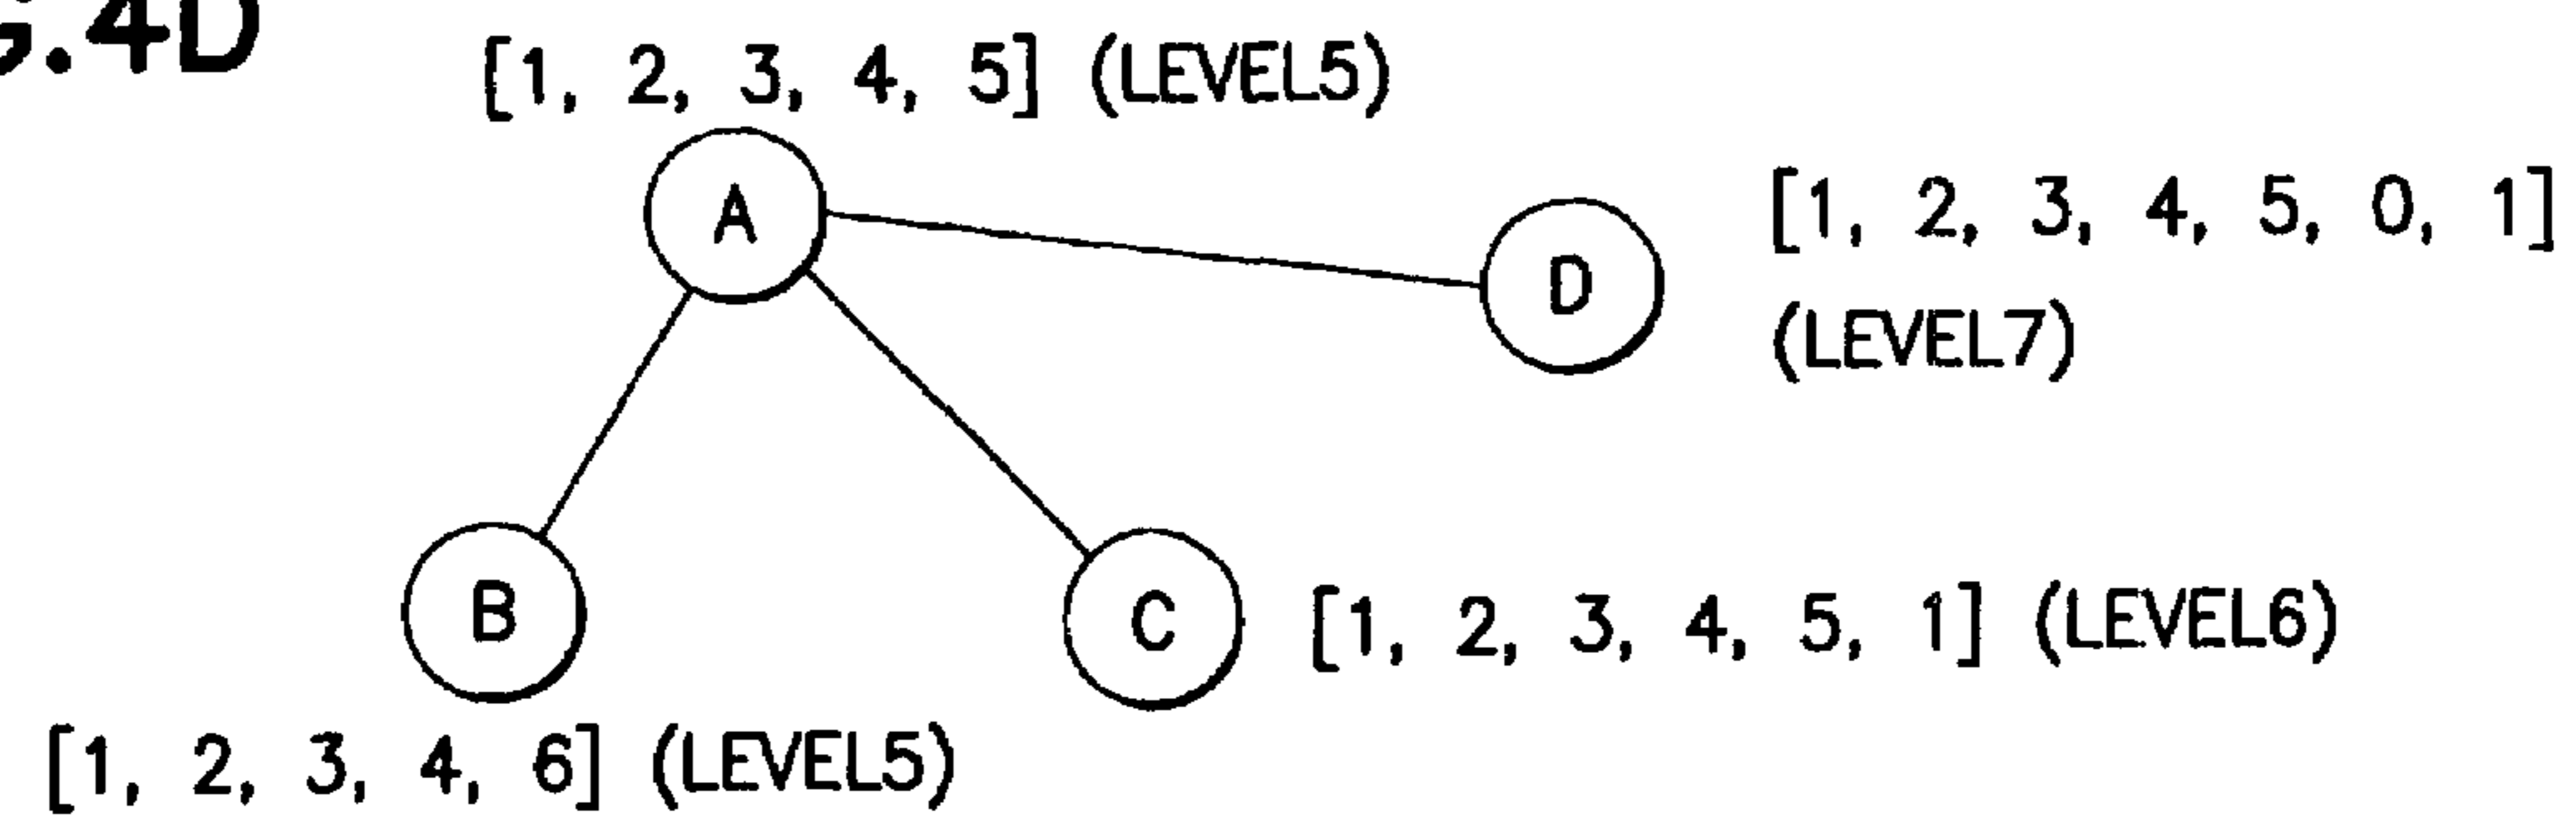 .4D
[1, 2, 3, 4, 5] (LEVEL5)
A
[1, 2, 3, 4, 5, 0, 1]
D
(LEVEL7)
B
C
[1, 2, 3, 4, 5, 1] (LEVEL6)
[1, 2, 3, 4, 6] (LEVEL5)